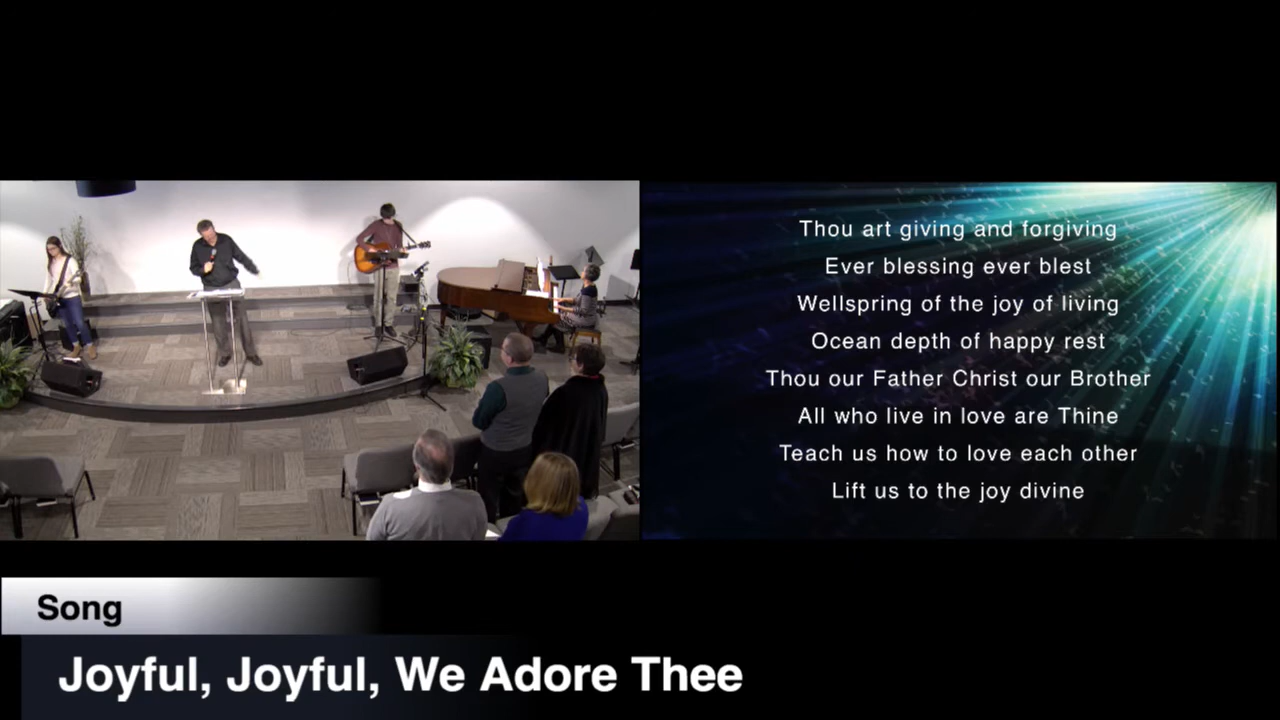 Thou art giving and forgiving
Ever blessing ever blest
Wellspring of the joy of living
Ocean depth of happy rest
Thou our Father Christ our Brother
All who live in love are Thine
Teach us how to love each other
Lift us to the joy divine
Song
Joyful, Joyful, We Adore Thee